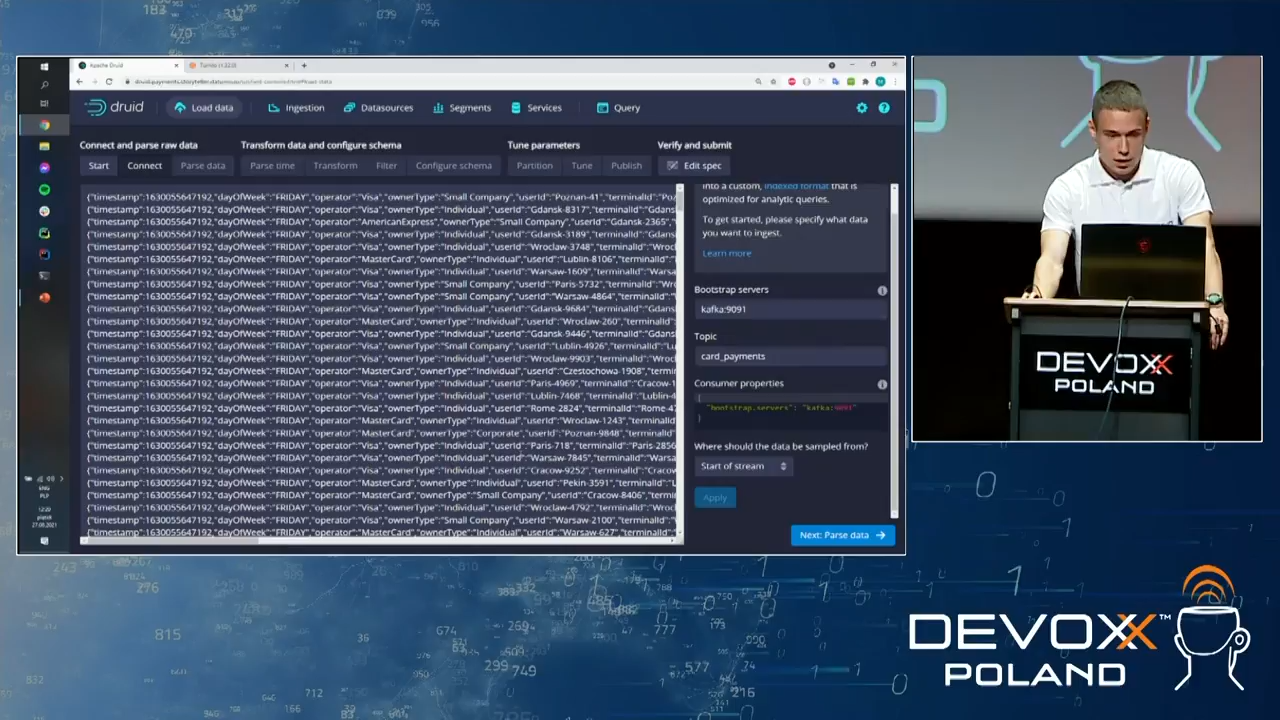 Apache Druid
druid
Load data
Ingestion
Datasources
Segments
Services
Query
Connect and parse raw data
Transform data and configure schema
Tune parameters
Verify and submit
Start
Connect
Parse data
Parse time
Transform
Filter
Configure schema
Partition
Tune
Publish
Edit spec
{"timestamp":1630055647192,"dayOfWeek":"FRIDAY","operator":"Visa","ownerType":"Small Company","userId":"Poznan-41","terminalId":"Poz
{"timestamp":1630055647192,"dayOfWeek":"FRIDAY","operator":"Visa","ownerType":"Individual","userId":"Gdansk-8317","terminalId":"Gdans
{"timestamp":1630055647192,"dayOfWeek":"FRIDAY","operator":"AmericanExpress","ownerType":"Small Company","userId":"Gdansk-2365","te
{"timestamp":1630055647192,"dayOfWeek":"FRIDAY","operator":"Visa","ownerType":"Individual","userId":"Gdansk-3189","terminalId":"Gdans
{"timestamp":1630055647192,"dayOfWeek":"FRIDAY","operator":"Visa","ownerType":"Individual","userId":"Wroclaw-3748","terminalId":"Wroc
{"timestamp":1630055647192,"dayOfWeek":"FRIDAY","operator":"MasterCard","ownerType":"Individual","userId":"Lublin-8106","terminalId":
{"timestamp":1630055647192,"dayOfWeek":"FRIDAY","operator":"Visa","ownerType":"Individual","userId":"Warsaw-1609","terminalId":"Warsa
{"timestamp":1630055647192,"dayOfWeek":"FRIDAY","operator":"Visa","ownerType":"Small Company","userId":"Paris-5732","terminalId":"Pari
{"timestamp":1630055647192,"dayOfWeek":"FRIDAY","operator":"Visa","ownerType":"Small Company","userId":"Warsaw-4864","terminalId":
{"timestamp":1630055647192,"dayOfWeek":"FRIDAY","operator":"Visa","ownerType":"Individual","userId":"Gdansk-9684","terminalId":"Gdans
{"timestamp":1630055647192,"dayOfWeek":"FRIDAY","operator":"MasterCard","ownerType":"Individual","userId":"Wroclaw-260","terminalId":
{"timestamp":1630055647192,"dayOfWeek":"FRIDAY","operator":"Visa","ownerType":"Individual","userId":"Gdansk-9446","terminalId":"Gdans
{"timestamp":1630055647192,"dayOfWeek":"FRIDAY","operator":"Visa","ownerType":"Small Company","userId":"Lublin-4926","terminalId":"Lu
{"timestamp":1630055647192,"dayOfWeek":"FRIDAY","operator":"Visa","ownerType":"Individual","userId":"Wroclaw-9903","terminalId":"Wroc
{"timestamp":1630055647192,"dayOfWeek":"FRIDAY","operator":"MasterCard","ownerType":"Individual","userId":"Czestochowa-1908","termin
{"timestamp":1630055647192,"dayOfWeek":"FRIDAY","operator":"Visa","ownerType":"Individual","userId":"Paris-4969","terminalId":"Cracow-1
{"timestamp":1630055647192,"dayOfWeek":"FRIDAY","operator":"Visa","ownerType":"Individual","userId":"Lublin-7468","terminalId":"Lublin-
{"timestamp":1630055647192,"dayOfWeek":"FRIDAY","operator":"Visa","ownerType":"Individual","userId":"Rome-2824","terminalId":"Rome-47
{"timestamp":1630055647192,"dayOfWeek":"FRIDAY","operator":"MasterCard","ownerType":"Individual","userId":"Wroclaw-1243","terminalId
{"timestamp":1630055647192,"dayOfWeek":"FRIDAY","operator":"MasterCard","ownerType":"Corporate","userId":"Poznan-9848","terminalId"
{"timestamp":1630055647192,"dayOfWeek":"FRIDAY","operator":"Visa","ownerType":"Individual","userId":"Paris-718","terminalId":"Paris-2856
{"timestamp":1630055647192,"dayOfWeek":"FRIDAY","operator":"MasterCard","ownerType":"Individual","userId":"Warsaw-7845","terminalId"
{"timestamp":1630055647192,"dayOfWeek":"FRIDAY","operator":"Visa","ownerType":"Individual","userId":"Cracow-9252","terminalId":"Cracow
{"timestamp":1630055647192,"dayOfWeek":"FRIDAY","operator":"MasterCard","ownerType":"Individual","userId":"Pekin-3591","terminalId":"
{"timestamp":1630055647192,"dayOfWeek":"FRIDAY","operator":"MasterCard","ownerType":"Small Company","userId":"Cracow-8406","termi
{"timestamp":1630055647192,"dayOfWeek":"FRIDAY","operator":"MasterCard","ownerType":"Individual","userId":"Wroclaw-4792","terminalId
{"timestamp":1630055647192,"dayOfWeek":"FRIDAY","operator":"Visa","ownerType":"Small Company","userId":"Warsaw-2100","terminalId":
{"timestamp":1630055647192,"dayOfWeek":"FRIDAY","operator":"MasterCard","ownerType":"Individual","userId":"Warsaw-627","terminalId":
into a custom, indexed format that is
optimized for analytic queries.
To get started, please specify what data
you want to ingest.
Learn more
Bootstrap servers
kafka:9091
Topic
card_payments
Consumer properties
{
"bootstrap.servers": "kafka:9091"
}
Where should the data be sampled from?
Start of stream
Apply
Next: Parse data
ENG
PLP
12:20
piątek
27.08.2021
DEVOXX
POLAND
DEVOXX™
POLAND